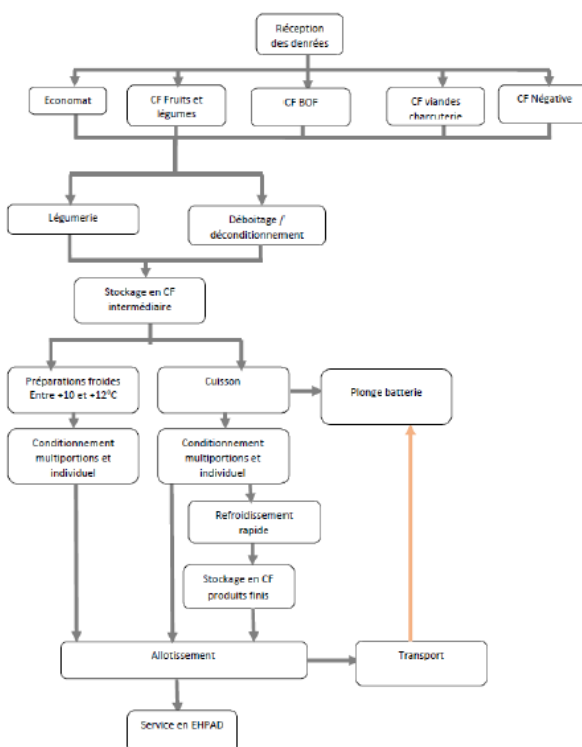 Réception
des denrées
Economat
CF Fruits et
légumes
CF BOF
CF viandes
charcuterie
CF Négative
Légumerie
Déboitage /
déconditionnement
Stockage en CF
intermédiaire
Préparations froides
Entre +10 et +12°C
Cuisson
Plonge batterie
Conditionnement
multiportions et
individuel
Conditionnement
multiportions et
individuel
Refroidissement
rapide
Stockage en CF
produits finis
Allotissement
Transport
Service en EHPAD